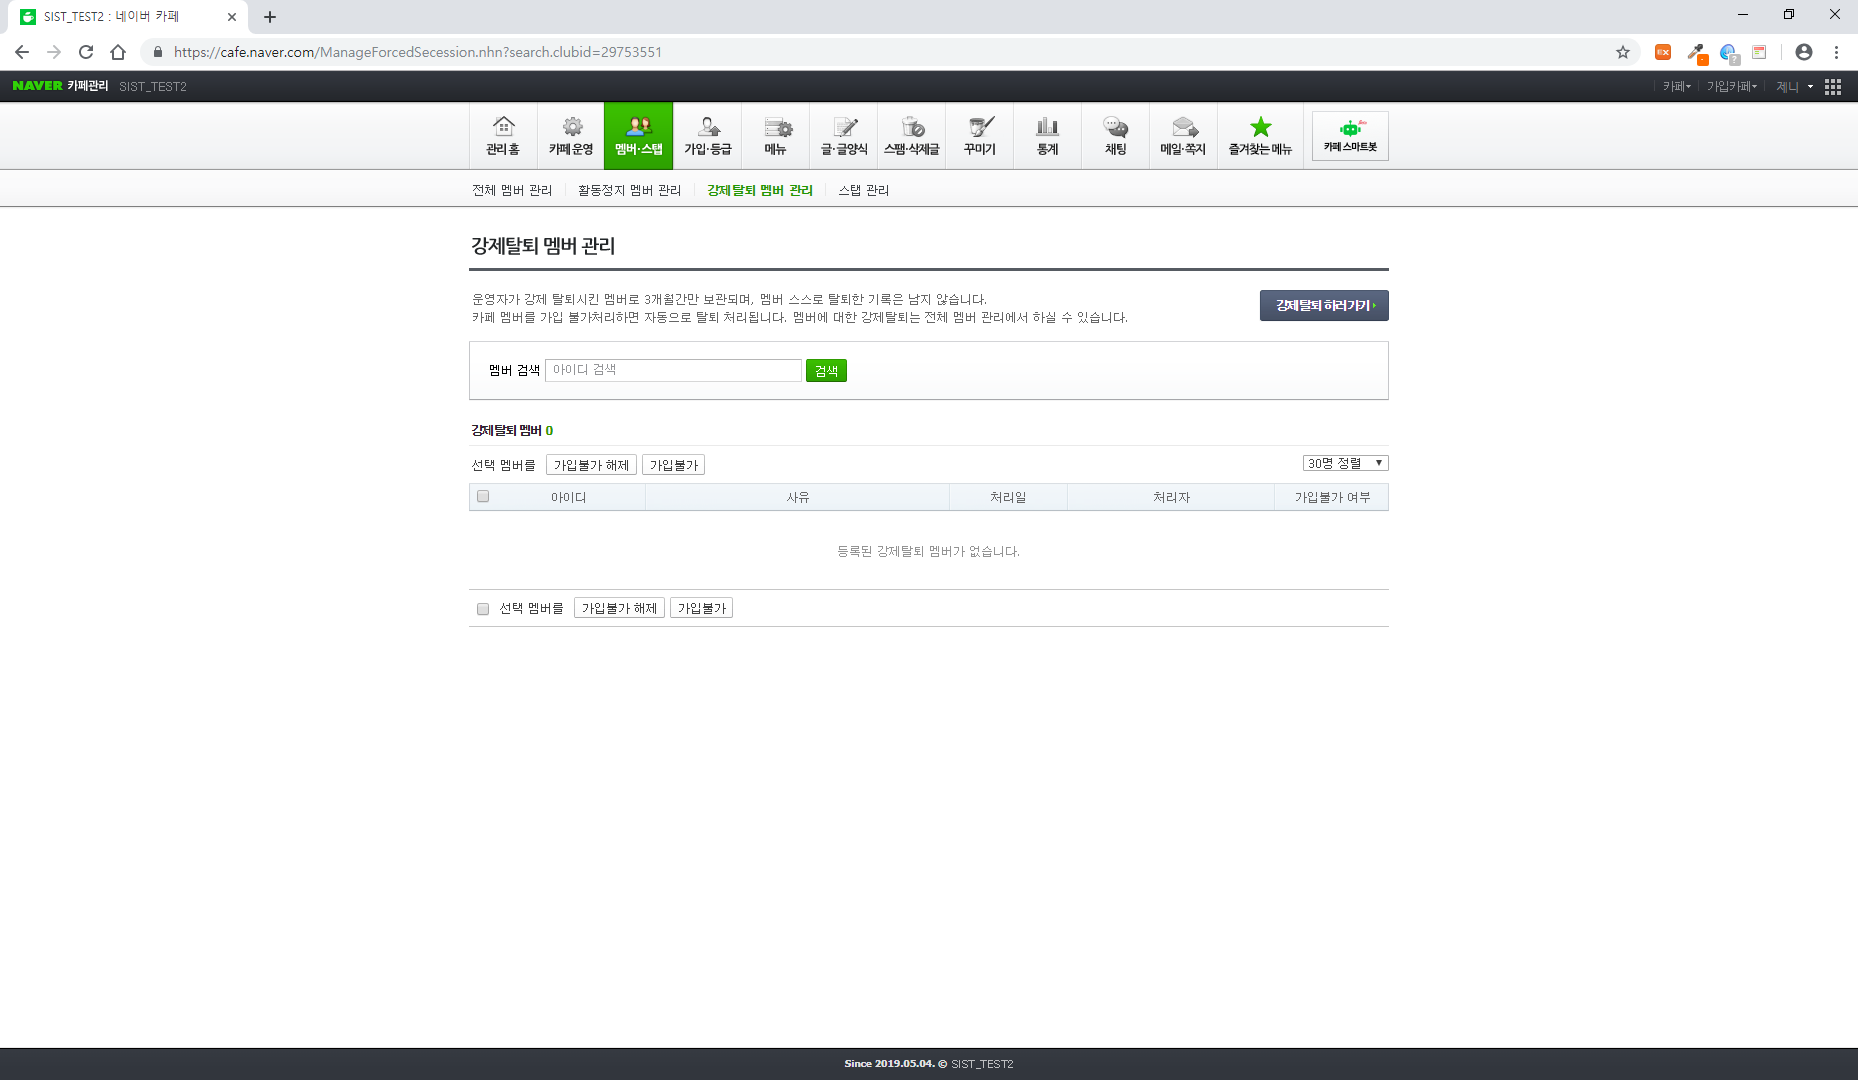 SIST_TEST2 : 네이버 카페
https://cafe.naver.com/ManageForcedSecession.nhn?search.clubid=29753551
NAVER 카페관리 SIST_TEST2
카페 가입카페 제니
관리 홈 카페 운영 멤버·스탭 가입·등급 메뉴 글·글양식 스팸·삭제글 꾸미기 통계 채팅 메일·쪽지 즐겨찾는 메뉴 카페 스마트봇
전체 멤버 관리 활동정지 멤버 관리 강제탈퇴 멤버 관리 스탭 관리
강제탈퇴 멤버 관리
운영자가 강제 탈퇴시킨 멤버로 3개월간만 보관되며, 멤버 스스로 탈퇴한 기록은 남지 않습니다.
카페 멤버를 가입 불가처리하면 자동으로 탈퇴 처리됩니다. 멤버에 대한 강제탈퇴는 전체 멤버 관리에서 하실 수 있습니다.
강제탈퇴 하러가기
멤버 검색 아이디 검색 검색
강제탈퇴 멤버 0
선택 멤버를 가입불가 해제 가입불가 30명 정렬
아이디 사유 처리일 처리자 가입불가 여부
등록된 강제탈퇴 멤버가 없습니다.
선택 멤버를 가입불가 해제 가입불가
Since 2019.05.04. © SIST_TEST2